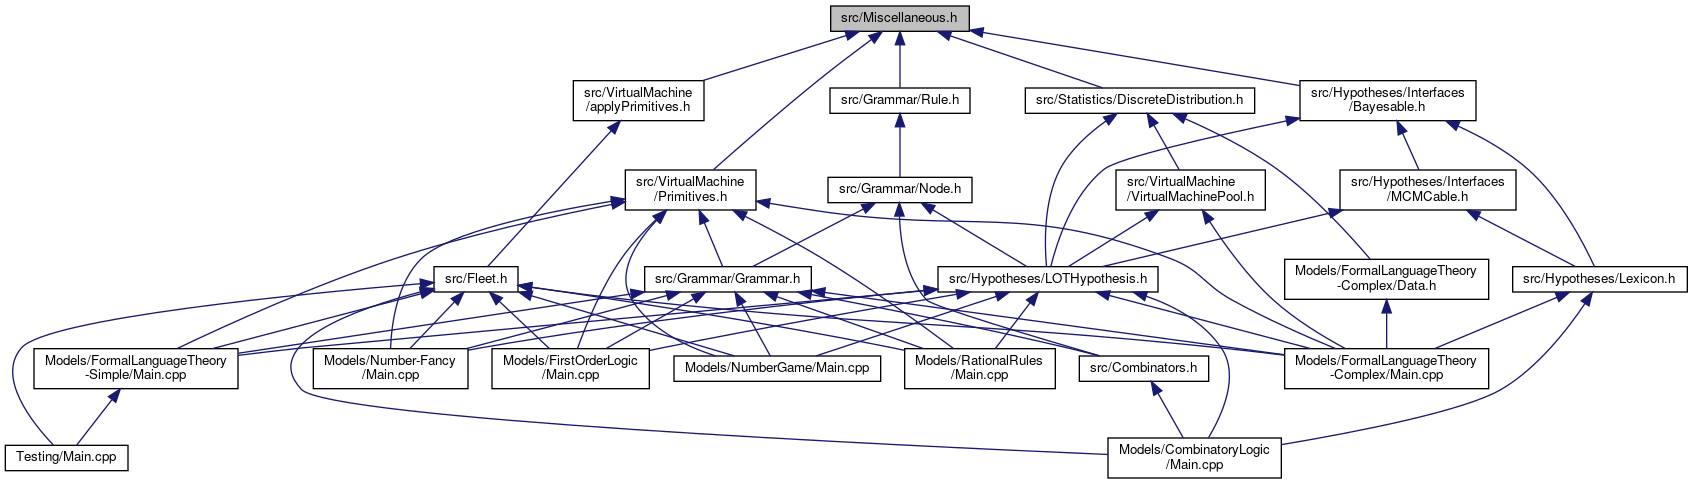 src/Miscellaneous.h
src/VirtualMachine
/applyPrimitives.h
src/Grammar/Rule.h
src/Statistics/DiscreteDistribution.h
src/Hypotheses/Interfaces
/Bayesable.h
src/VirtualMachine
/Primitives.h
src/Grammar/Node.h
src/VirtualMachine
/VirtualMachinePool.h
src/Hypotheses/Interfaces
/MCMCable.h
src/Fleet.h
src/Grammar/Grammar.h
src/Hypotheses/LOTHypothesis.h
Models/FormalLanguageTheory
-Complex/Data.h
src/Hypotheses/Lexicon.h
Models/FormalLanguageTheory
-Simple/Main.cpp
Models/Number-Fancy
/Main.cpp
Models/FirstOrderLogic
/Main.cpp
Models/NumberGame/Main.cpp
Models/RationalRules
/Main.cpp
src/Combinators.h
Models/FormalLanguageTheory
-Complex/Main.cpp
Testing/Main.cpp
Models/CombinatoryLogic
/Main.cpp